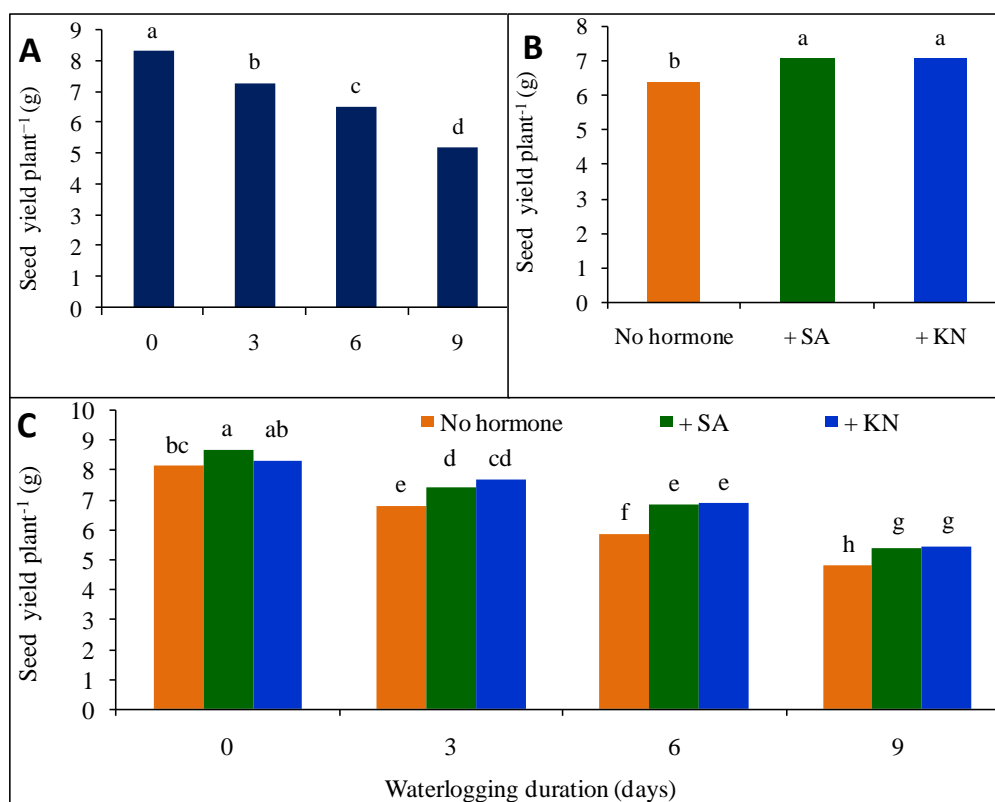 A
Seed yield plant⁻¹ (g)
9
8
7
6
5
4
3
2
1
0
a
b
c
d
0 3 6 9
B
Seed yield plant⁻¹ (g)
8
7
6
5
4
3
2
1
0
b
a
a
No hormone + SA + KN
C
Seed yield plant⁻¹ (g)
10
9
8
7
6
5
4
3
2
1
0
No hormone + SA + KN
bc a ab
e d cd
f e e
h g g
0 3 6 9
Waterlogging duration (days)